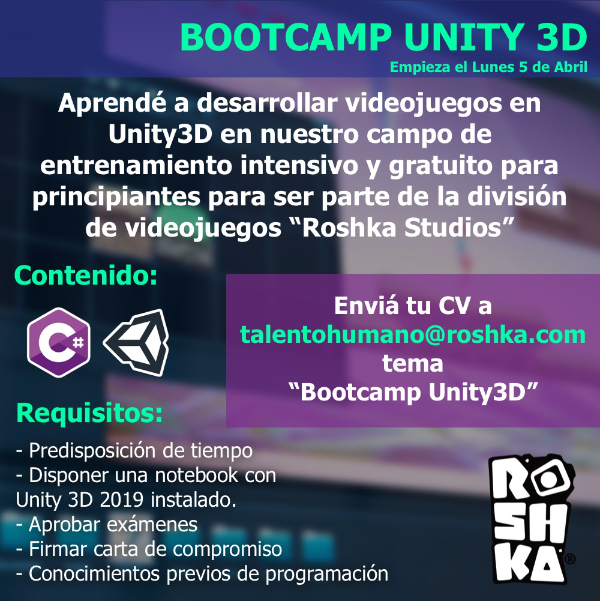 BOOTCAMP UNITY 3D
Empieza el Lunes 5 de Abril
Aprendé a desarrollar videojuegos en
Unity3D en nuestro campo de
entrenamiento intensivo y gratuito para
principiantes para ser parte de la división
de videojuegos “Roshka Studios”
Contenido:
C#
Enviá tu CV a
talentohumano@roshka.com
tema
“Bootcamp Unity3D”
Requisitos:
- Predisposición de tiempo
- Disponer una notebook con
Unity 3D 2019 instalado.
- Aprobar exámenes
- Firmar carta de compromiso
- Conocimientos previos de programación
RO
SH
KA®